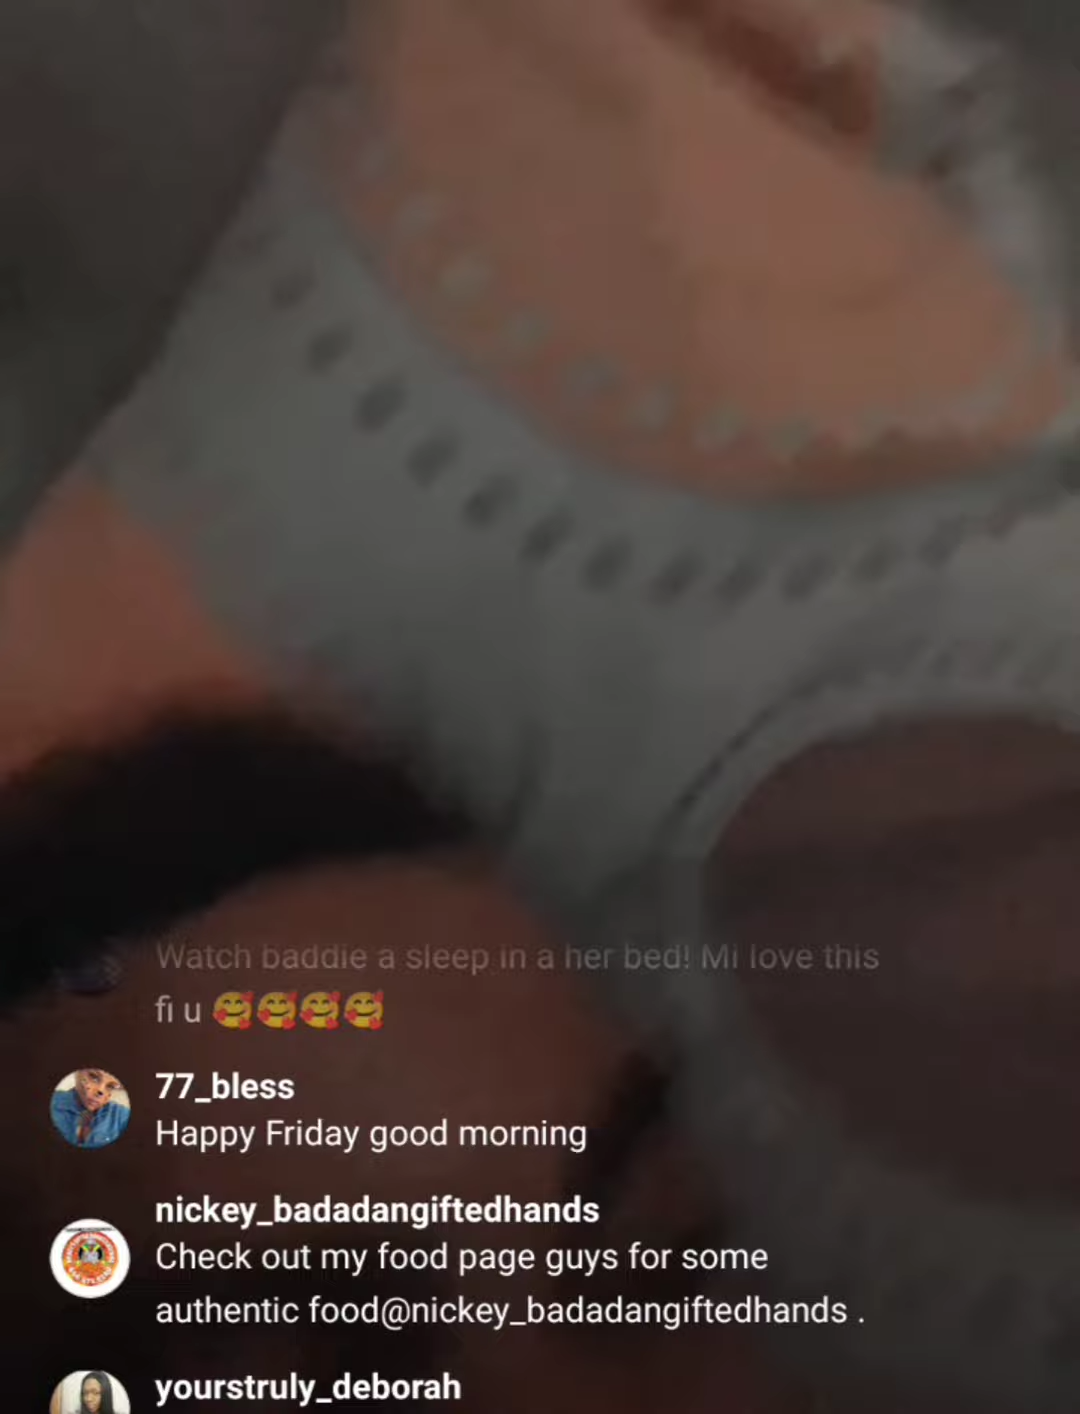 Watch baddie a sleep in a her bed! Mi love this
fi u 🥰🥰🥰🥰
77_bless
Happy Friday good morning
nickey_badadangiftedhands
Check out my food page guys for some
authentic food@nickey_badadangiftedhands .
yourstruly_deborah